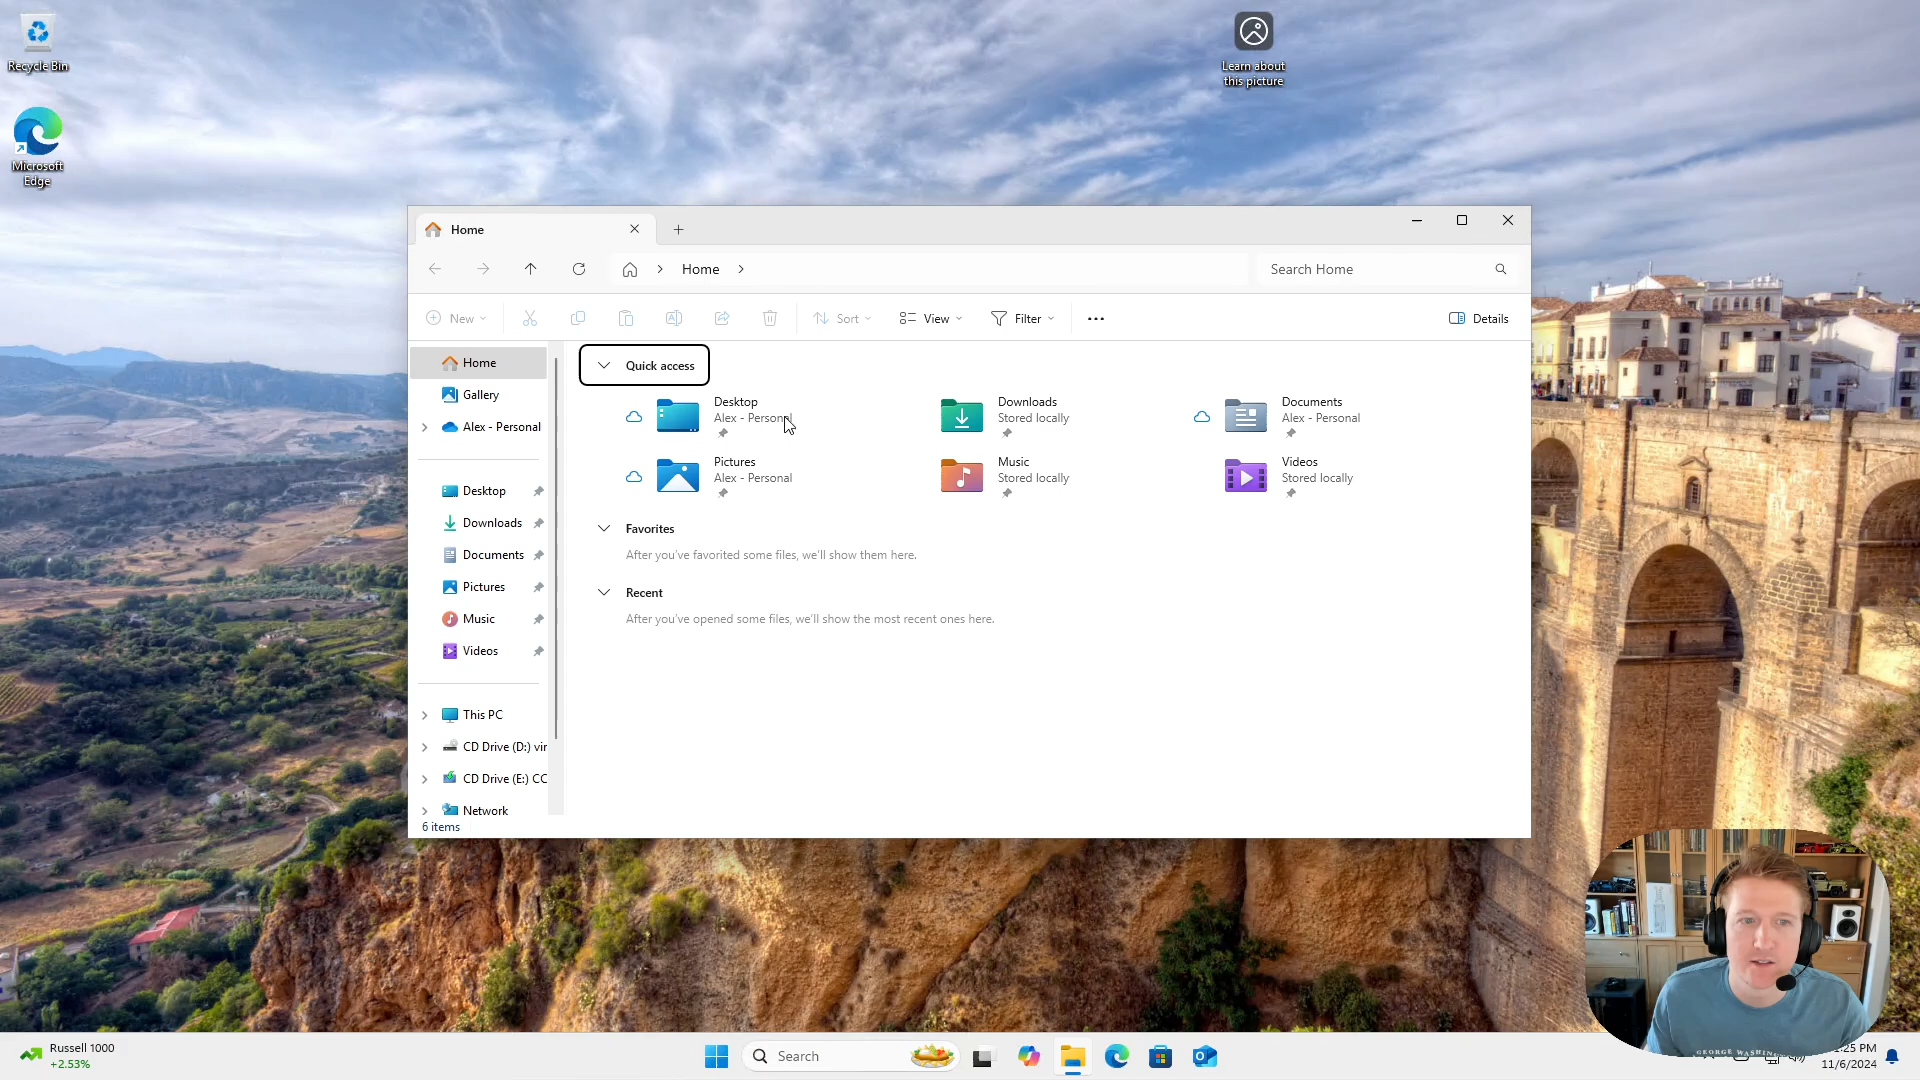 Recycle Bin
Microsoft
Edge
Learn about
this picture
Home
Home
Search Home
New
Sort
View
Filter
Details
Home
Gallery
Alex - Personal
Desktop
Downloads
Documents
Pictures
Music
Videos
This PC
CD Drive (D:) vir
CD Drive (E:) CC
Network
6 items
Quick access
Desktop
Alex - Personal
Downloads
Stored locally
Documents
Alex - Personal
Pictures
Alex - Personal
Music
Stored locally
Videos
Stored locally
Favorites
After you've favorited some files, we'll show them here.
Recent
After you've opened some files, we'll show the most recent ones here.
Russell 1000
+2.53%
Search
:25 PM
11/6/2024